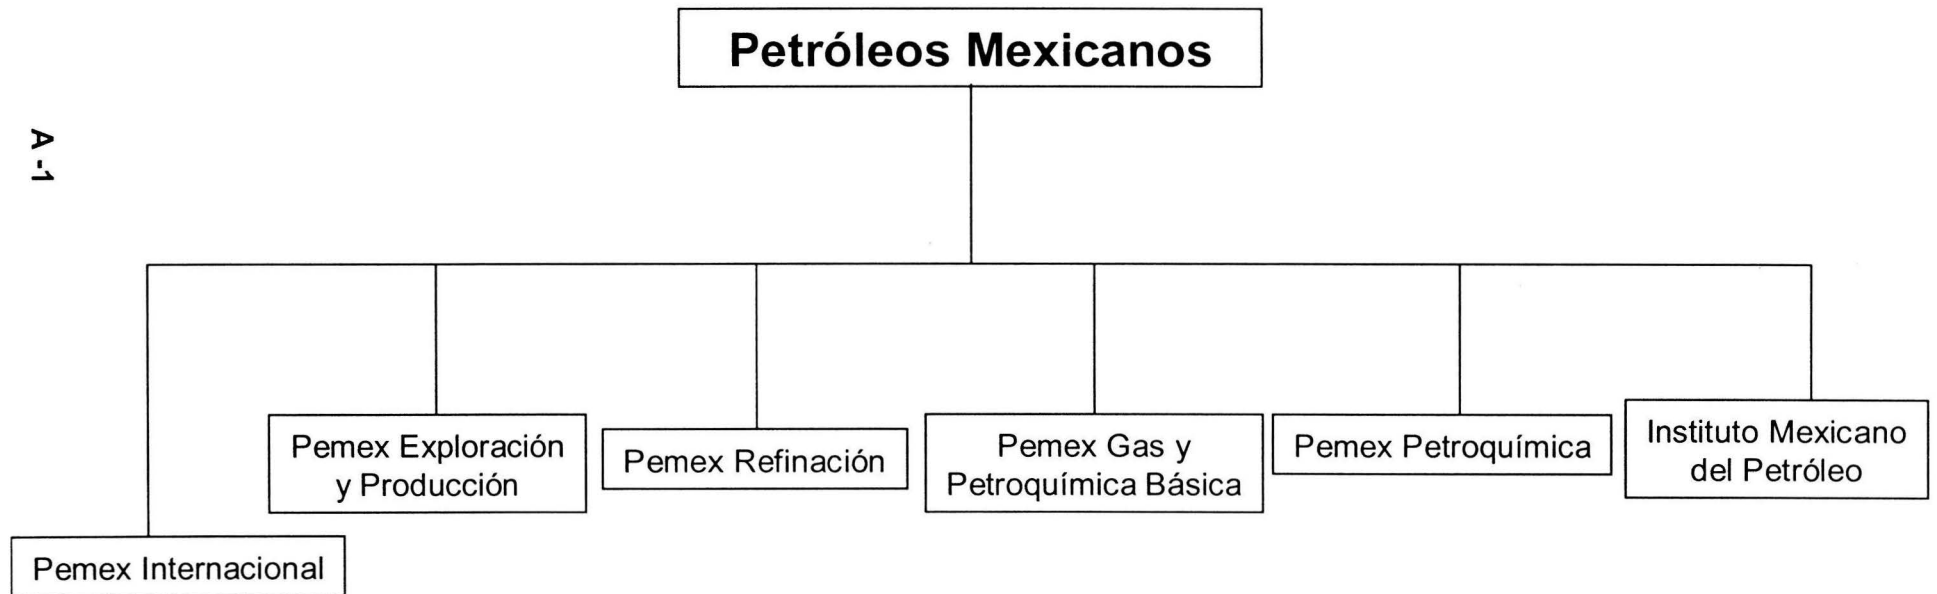 Petróleos Mexicanos
A -1
Pemex Exploración
y Producción
Pemex Refinación
Pemex Gas y
Petroquímica Básica
Pemex Petroquímica
Instituto Mexicano
del Petróleo
Pemex Internacional